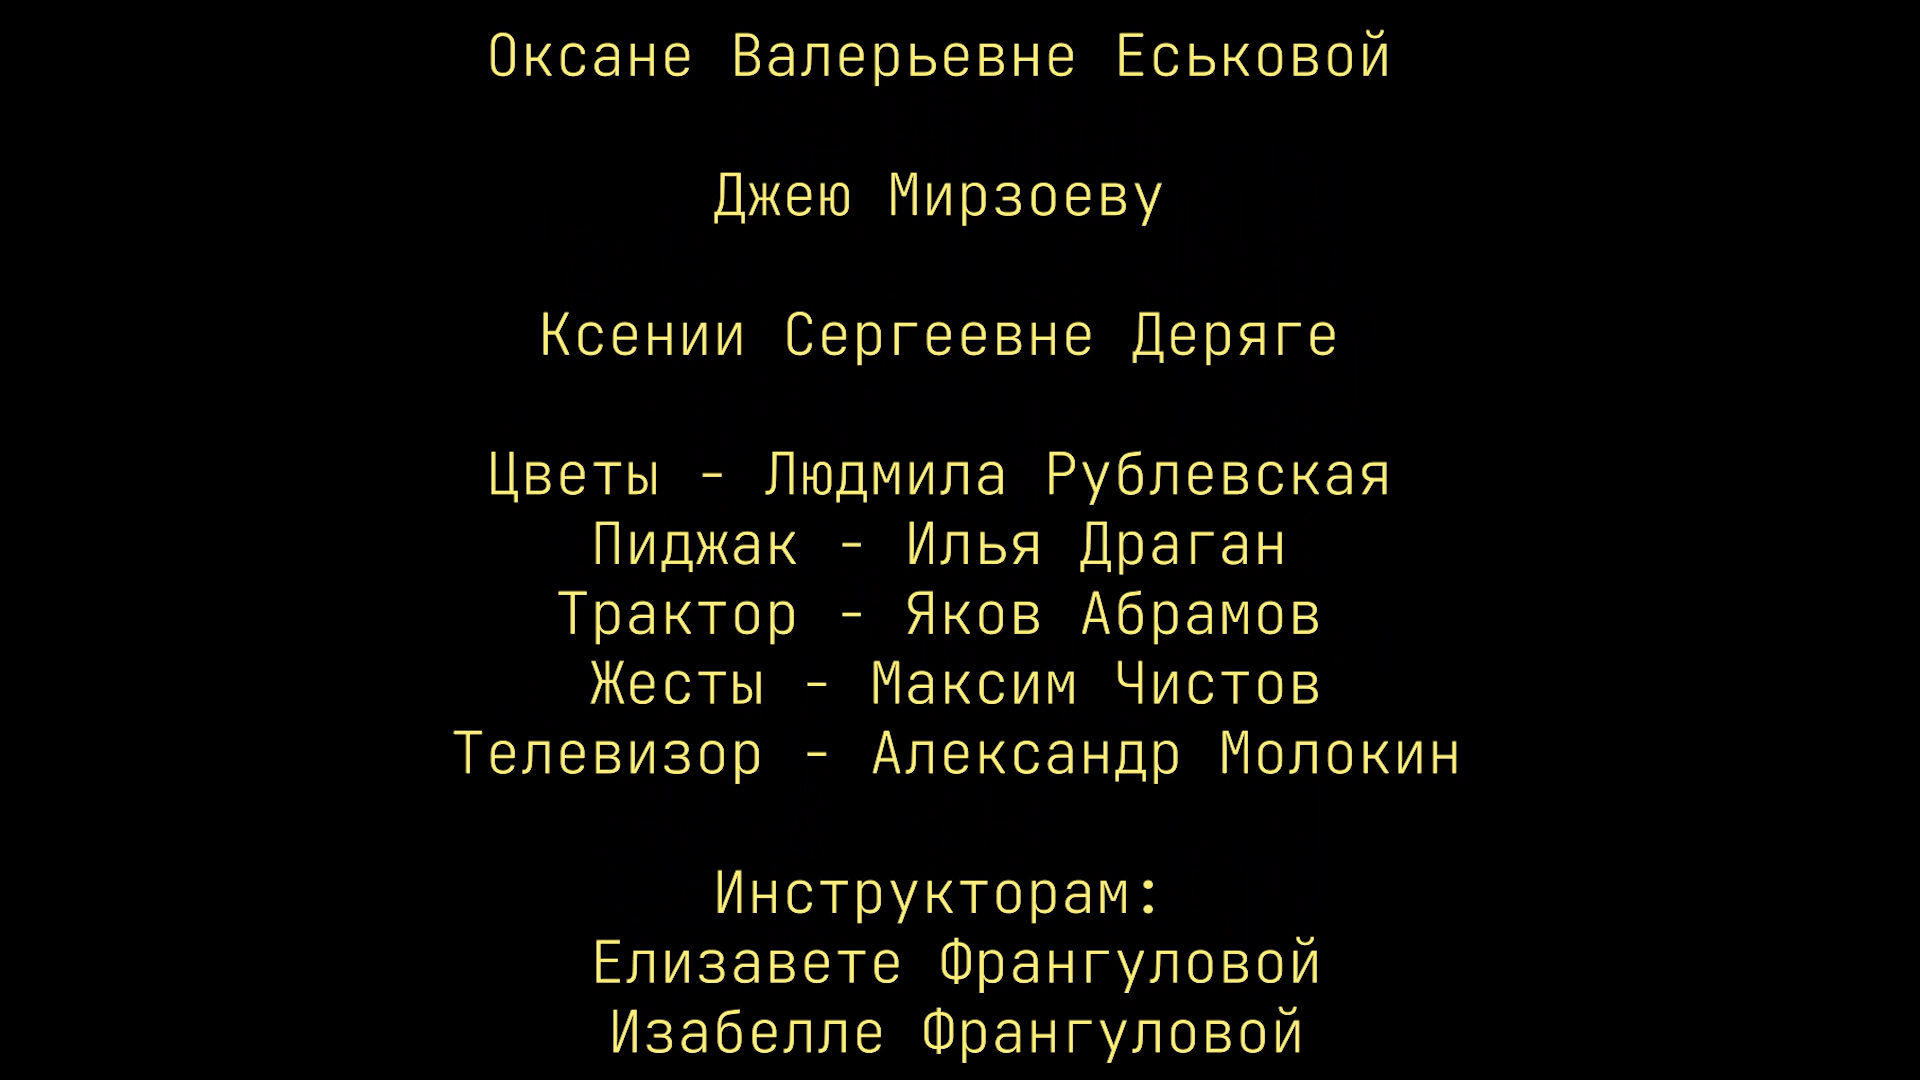 Оксане Валерьевне Еськовой
Джею Мирзоеву
Ксении Сергеевне Деряге
Цветы - Людмила Рублевская
Пиджак - Илья Драган
Трактор - Яков Абрамов
Жесты - Максим Чистов
Телевизор - Александр Молокин
Инструкторам:
Елизавете Франгуловой
Изабелле Франгуловой